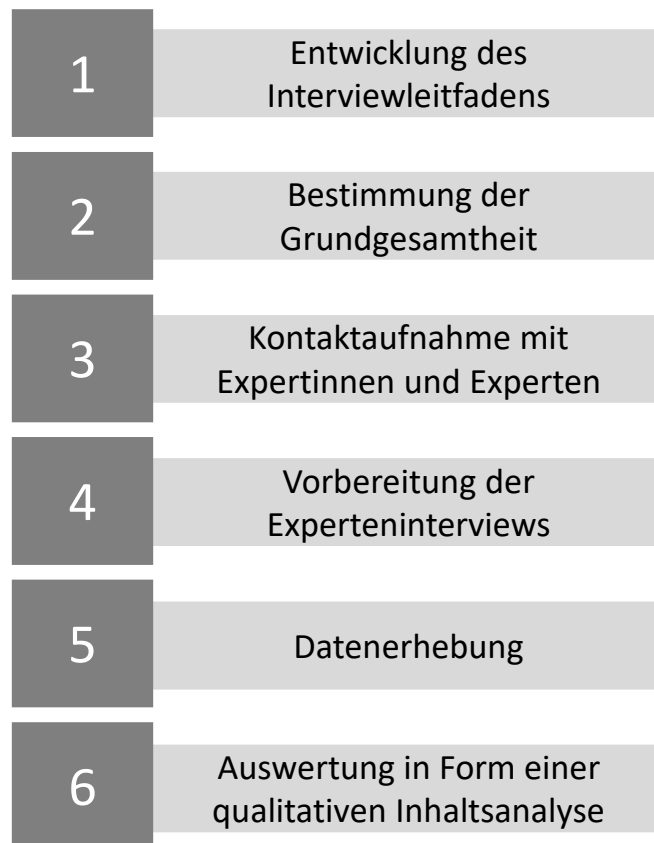 1
Entwicklung des
Interviewleitfadens
2
Bestimmung der
Grundgesamtheit
3
Kontaktaufnahme mit
Expertinnen und Experten
4
Vorbereitung der
Experteninterviews
5
Datenerhebung
6
Auswertung in Form einer
qualitativen Inhaltsanalyse